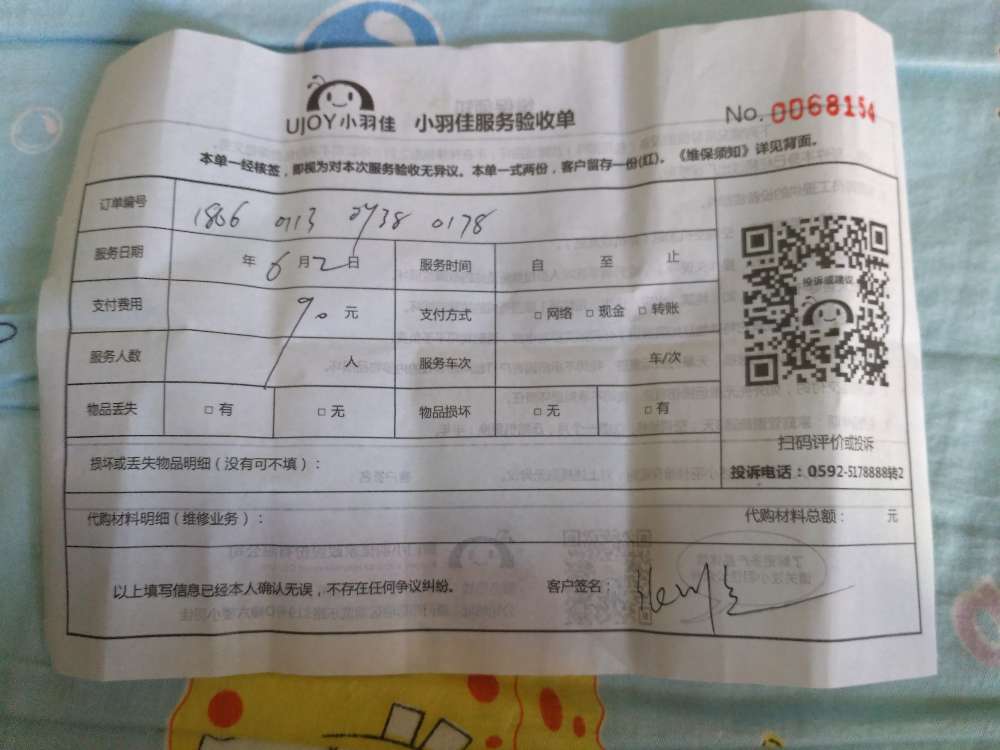 UJOY小羽佳 小羽佳服务验收单
No. 0068154
本单一经核签，即视为对本次服务验收无异议。本单一式两份，客户留存一份(红)。《维保须知》详见背面。
订单编号 1806 0113 0738 0178
服务日期 年 6 月 2 日 服务时间 自 至 止
支付费用 90 元 支付方式 □ 网络 □ 现金 □ 转账
服务人数 人 服务车次 车/次
物品丢失 □ 有 □ 无 物品损坏 □ 无 □ 有
投诉或建议
扫码评价或投诉
投诉电话：0592-5178888转2
损坏或丢失物品明细（没有可不填）：
代购材料明细（维修业务）： 代购材料总额： 元
以上填写信息已经本人确认无误，不存在任何争议纠纷。 客户签名：